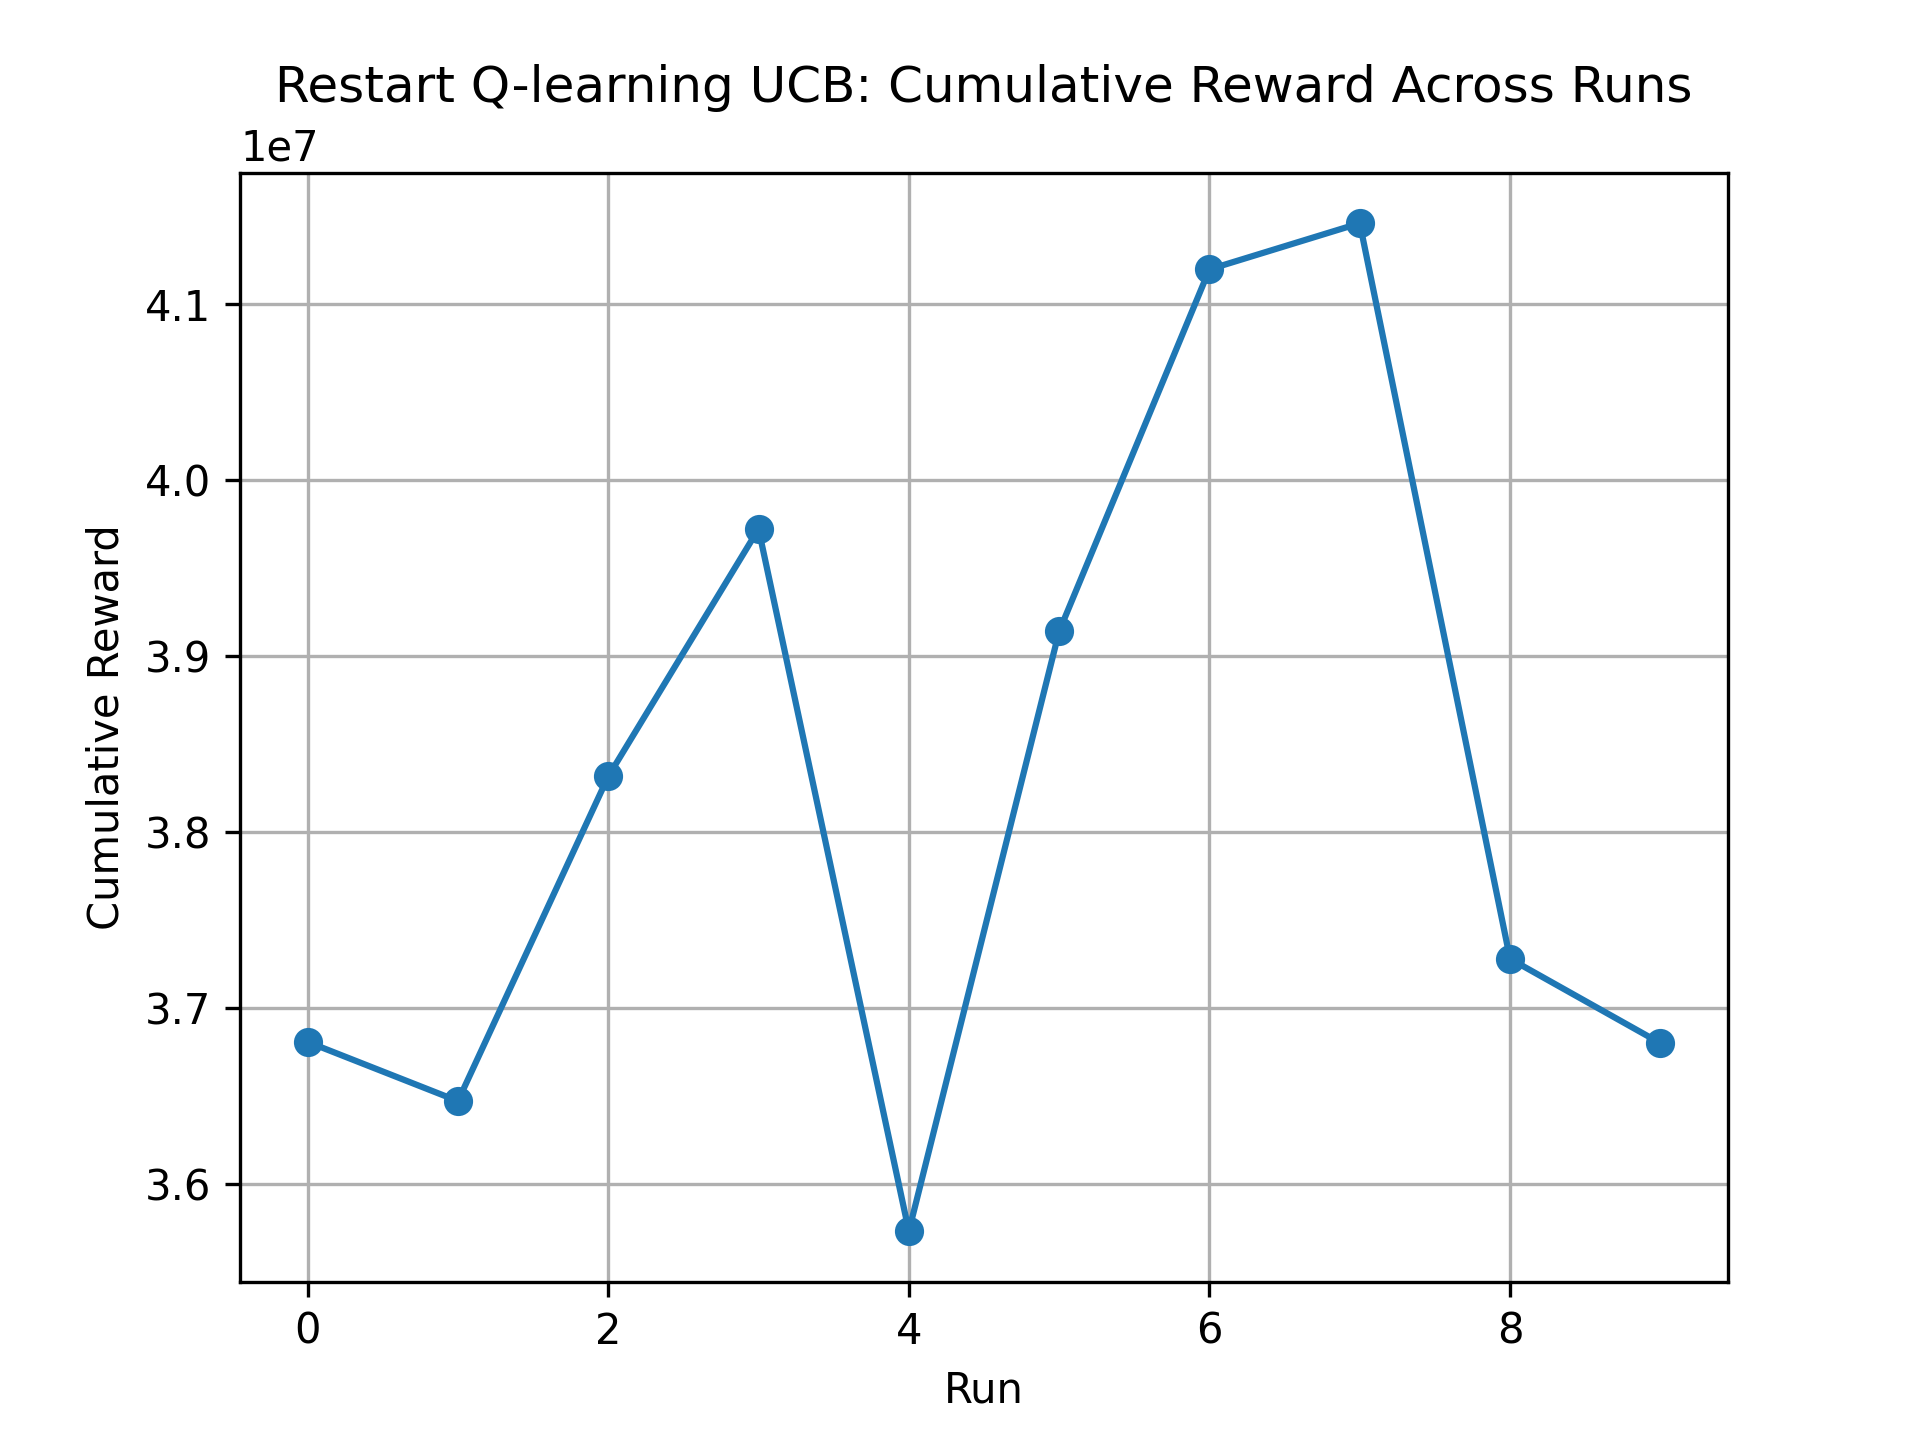 Restart Q-learning UCB: Cumulative Reward Across Runs
1e7
4.1
4.0
3.9
3.8
3.7
3.6
Cumulative Reward
0 2 4 6 8
Run